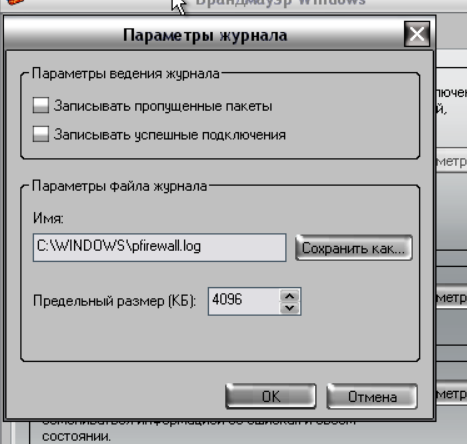 Брандмауэр Windows
Параметры журнала
Параметры ведения журнала
Записывать пропущенные пакеты
Записывать успешные подключения
Параметры файла журнала
Имя:
C:\WINDOWS\pfirewall.log
Сохранить как...
Предельный размер (КБ):
4096
OK
Отмена
состоянии.